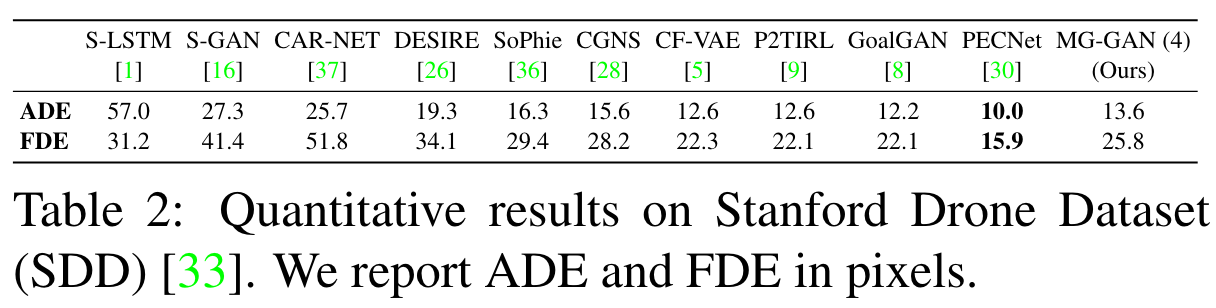 S-LSTM S-GAN CAR-NET DESIRE SoPhie CGNS CF-VAE P2TIRL GoalGAN PECNet MG-GAN (4)
[1] [16] [37] [26] [36] [28] [5] [9] [8] [30] (Ours)
ADE 57.0 27.3 25.7 19.3 16.3 15.6 12.6 12.6 12.2 10.0 13.6
FDE 31.2 41.4 51.8 34.1 29.4 28.2 22.3 22.1 22.1 15.9 25.8
Table 2: Quantitative results on Stanford Drone Dataset
(SDD) [33]. We report ADE and FDE in pixels.